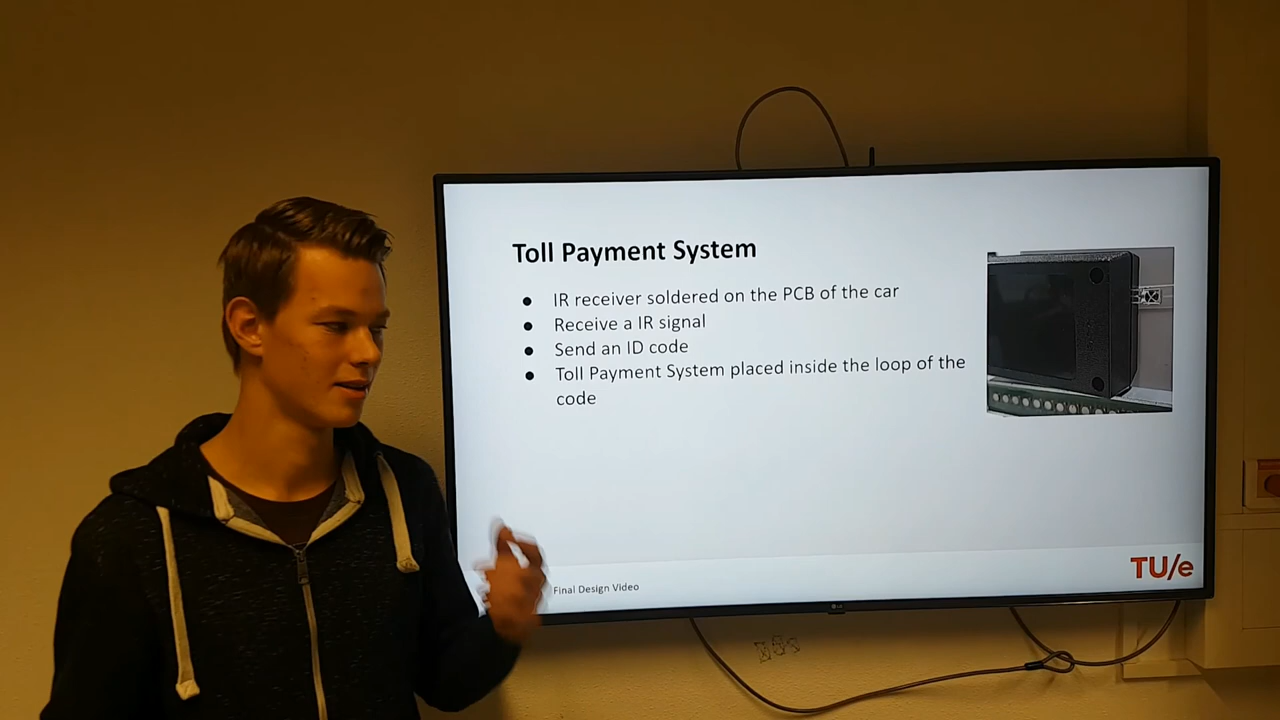 Toll Payment System
● IR receiver soldered on the PCB of the car
● Receive a IR signal
● Send an ID code
● Toll Payment System placed inside the loop of the
code
Final Design Video
TU/e
LG